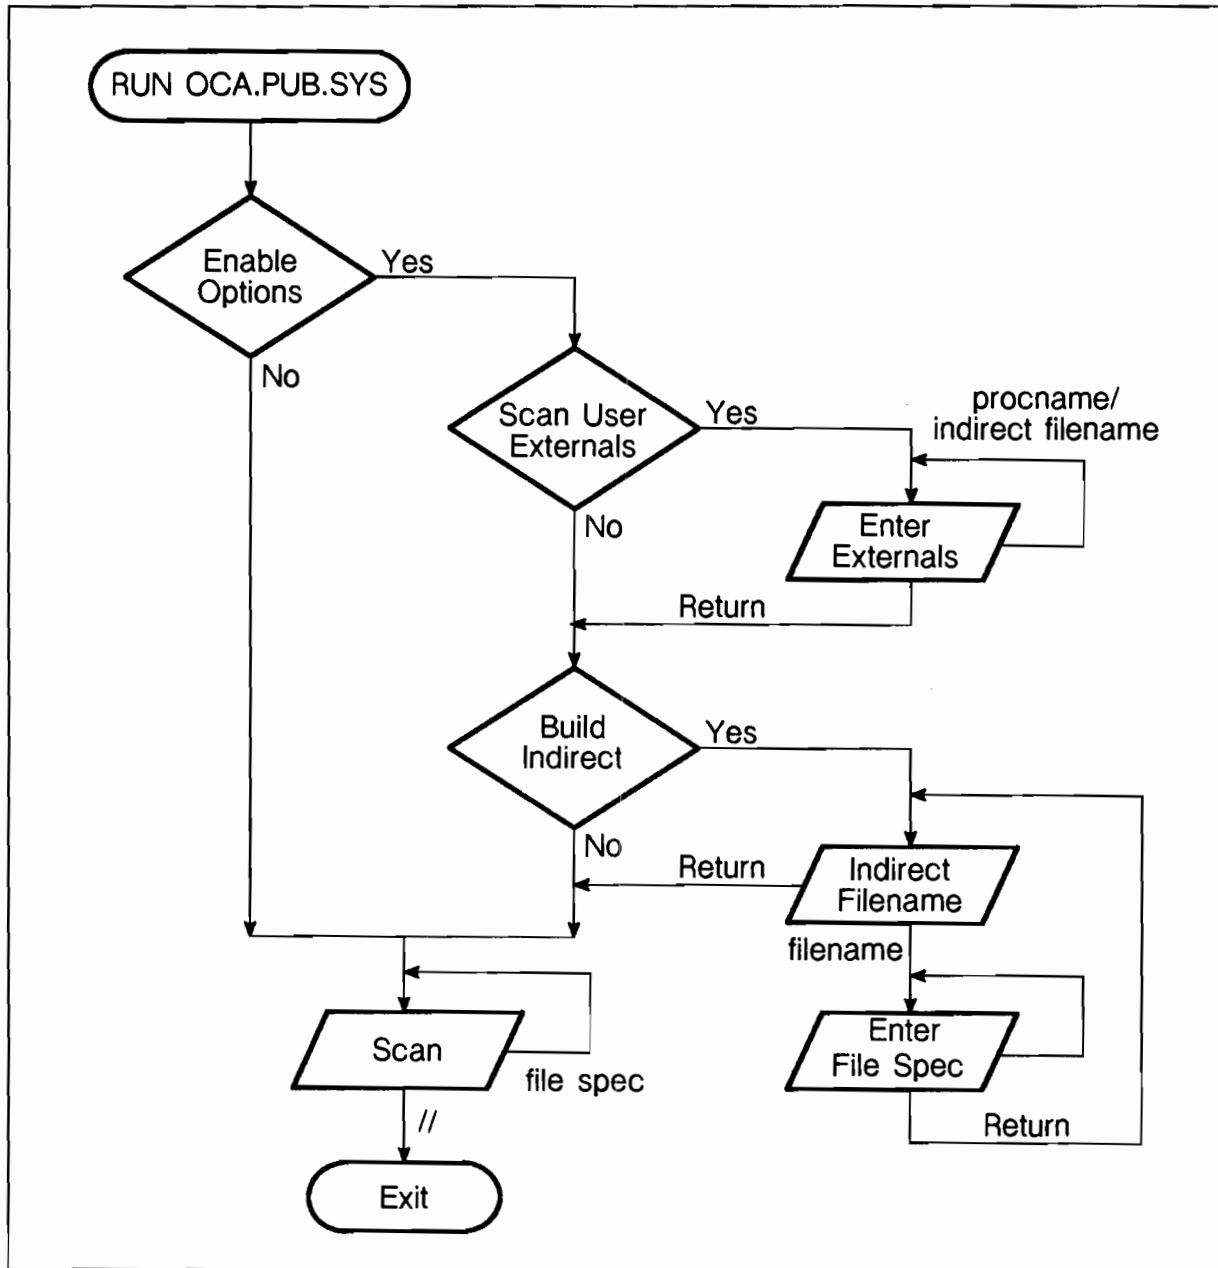 RUN OCA.PUB.SYS
Enable
Options
Yes
No
Scan User
Externals
Yes
No
procname/
indirect filename
Enter
Externals
Return
Build
Indirect
Yes
No
Return
Indirect
Filename
filename
Enter
File Spec
Return
Scan
file spec
//
Exit